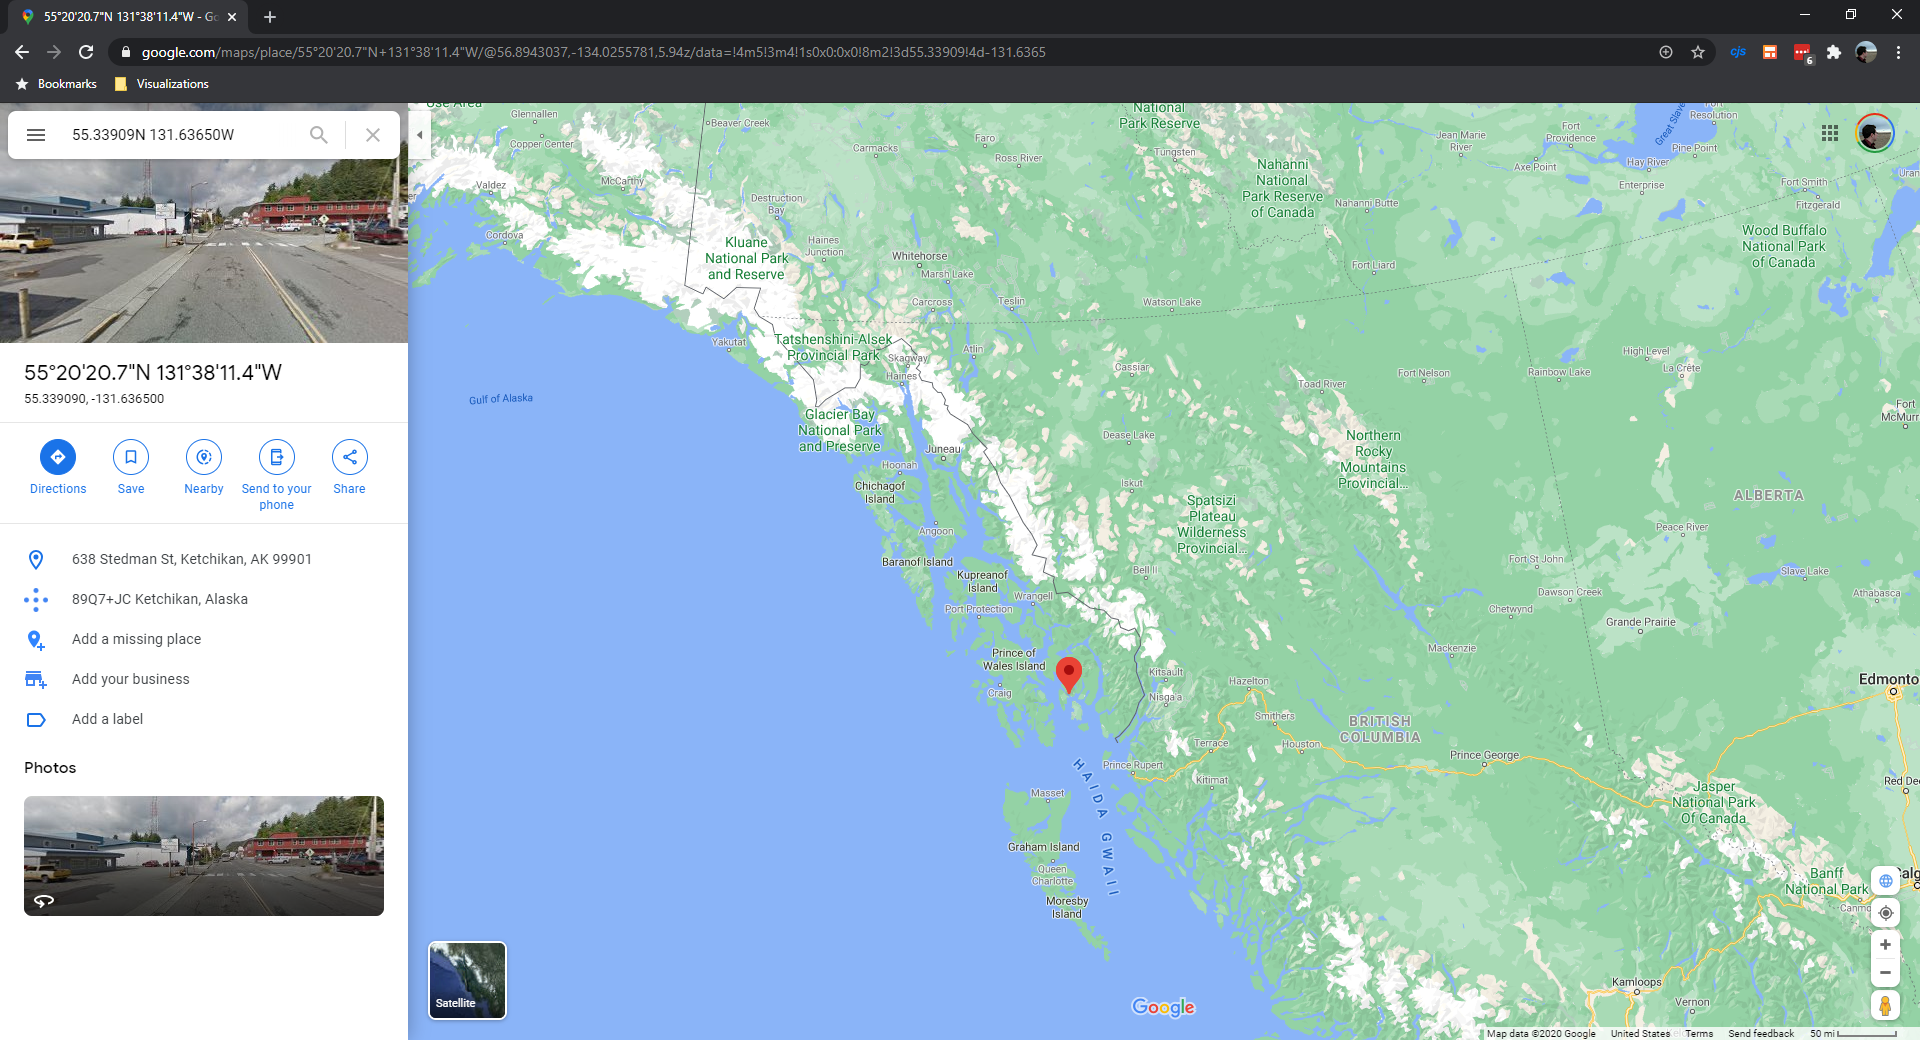 55°20'20.7"N 131°38'11.4"W - Go
google.com/maps/place/55°20'20.7"N+131°38'11.4"W/@56.8943037,-134.0255781,5.94z/data=!4m5!3m4!1s0x0:0x0!8m2!3d55.33909!4d-131.6365
cjs
6
Bookmarks
Visualizations
55.33909N 131.63650W
55°20'20.7"N 131°38'11.4"W
55.339090, -131.636500
Directions
Save
Nearby
Send to your
phone
Share
638 Stedman St, Ketchikan, AK 99901
89Q7+JC Ketchikan, Alaska
Add a missing place
Add your business
Add a label
Photos
Use Area
Glennallen
Beaver Creek
Copper Center
Carmacks
Faro
Ross River
National
Park Reserve
Tungsten
Jean Marie
River
Fort
Providence
Axe Point
Great Slave
Fort
Resolution
Pine Point
Hay River
Enterprise
Valdez
McCarthy
Destruction
Bay
Nahanni
National
Park Reserve
of Canada
Nahanni Butte
Fort Smith
Fitzgerald
Uran
Cordova
Kluane
National Park
and Reserve
Haines
Junction
Whitehorse
Marsh Lake
Fort Liard
Wood Buffalo
National Park
of Canada
Carcross
Teslin
Watson Lake
Yakutat
Tatshenshini-Alsek
Provincial Park
Skagway
Haines
Atlin
Cassiar
High Level
La Crête
Rainbow Lake
Fort Nelson
Toad River
Gulf of Alaska
Glacier Bay
National Park
and Preserve
Fort
McMurr
Juneau
Hoonah
Dease Lake
Northern
Rocky
Mountains
Provincial...
Chichagof
Island
Iskut
Spatsizi
Plateau
Wilderness
Provincial...
ALBERTA
Angoon
Peace River
Baranof Island
Kupreanof
Island
Bell II
Fort St John
Slave Lake
Wrangell
Port Protection
Dawson Creek
Chetwynd
Athabasca
Grande Prairie
Prince of
Wales Island
Mackenzie
Craig
Kitsault
Nisga'a
Hazelton
Edmonto
Smithers
BRITISH
COLUMBIA
Terrace
Houston
Prince George
Prince Rupert
Kitimat
HAIDA GWAII
Masset
Jasper
National Park
Of Canada
Red De
Graham Island
Queen
Charlotte
Moresby
Island
Banff
National Park
Calg
Canmo
Kamloops
Vernon
Satellite
Google
Map data ©2020 Google
United States
Terms
Send feedback
50 mi